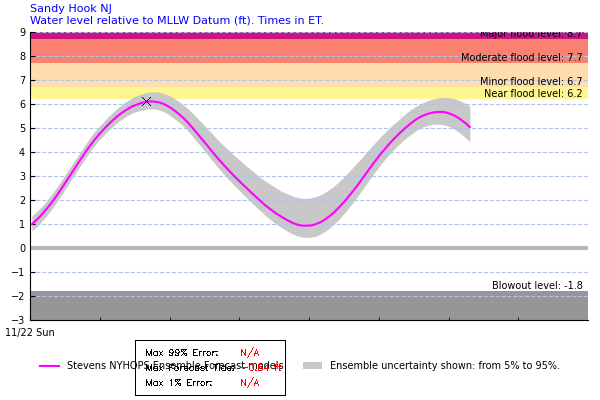 Sandy Hook NJ
Water level relative to MLLW Datum (ft). Times in ET.
9
Major flood level: 8.7
8
Moderate flood level: 7.7
7
Minor flood level: 6.7
6
Near flood level: 6.2
5
4
3
2
1
0
−1
Blowout level: -1.8
−2
−3
11/22 Sun
Max 99% Error: N/A
Stevens NYHOPS Ensemble Forecast models
Max Forecast Tide:
Ensemble uncertainty shown: from 5% to 95%.
Max 1% Error: N/A